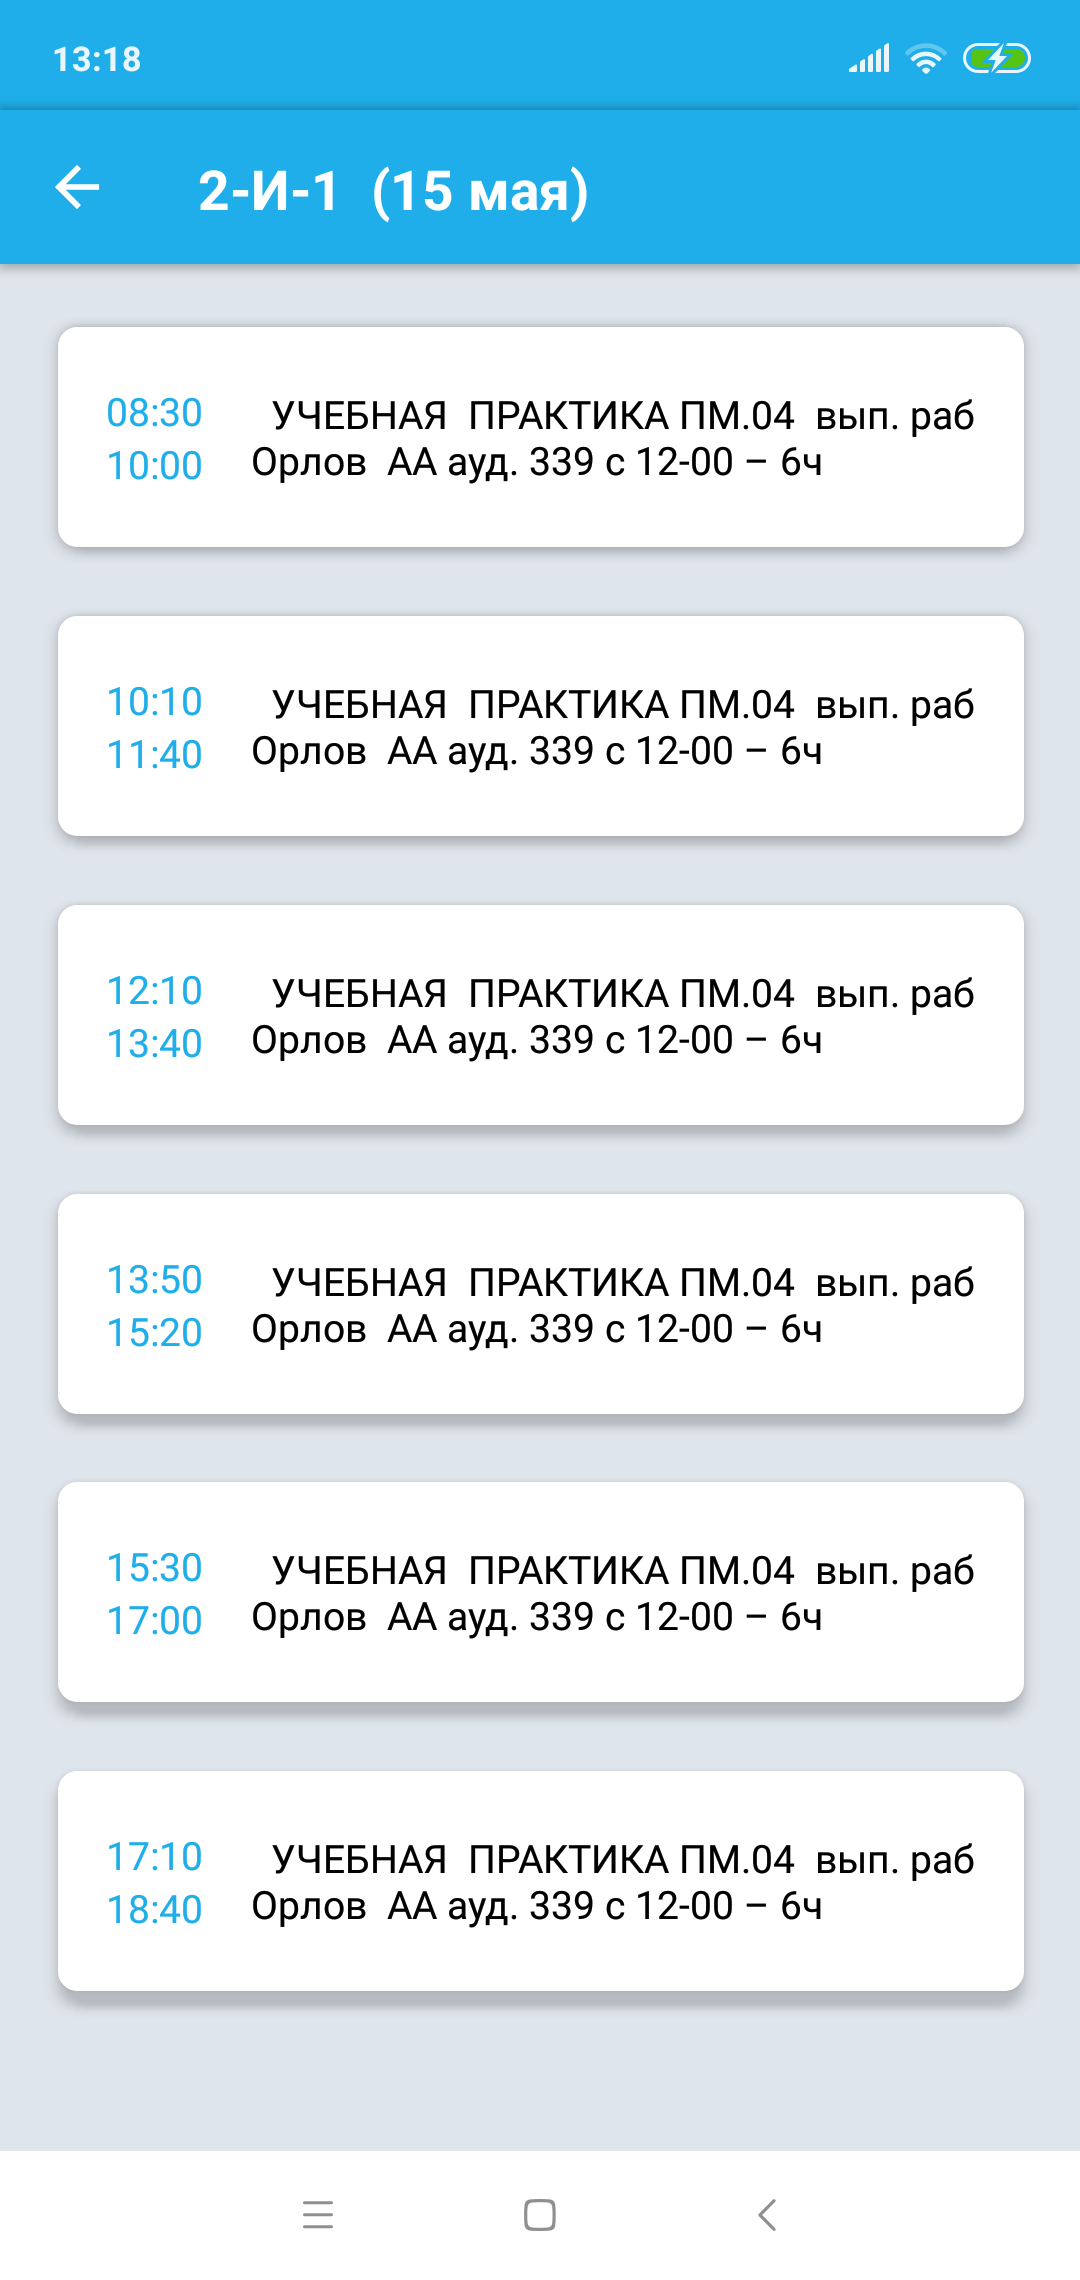 13:18
2-И-1 (15 мая)
08:30
10:00
УЧЕБНАЯ ПРАКТИКА ПМ.04 вып. раб
Орлов АА ауд. 339 с 12-00 – 6ч
10:10
11:40
УЧЕБНАЯ ПРАКТИКА ПМ.04 вып. раб
Орлов АА ауд. 339 с 12-00 – 6ч
12:10
13:40
УЧЕБНАЯ ПРАКТИКА ПМ.04 вып. раб
Орлов АА ауд. 339 с 12-00 – 6ч
13:50
15:20
УЧЕБНАЯ ПРАКТИКА ПМ.04 вып. раб
Орлов АА ауд. 339 с 12-00 – 6ч
15:30
17:00
УЧЕБНАЯ ПРАКТИКА ПМ.04 вып. раб
Орлов АА ауд. 339 с 12-00 – 6ч
17:10
18:40
УЧЕБНАЯ ПРАКТИКА ПМ.04 вып. раб
Орлов АА ауд. 339 с 12-00 – 6ч